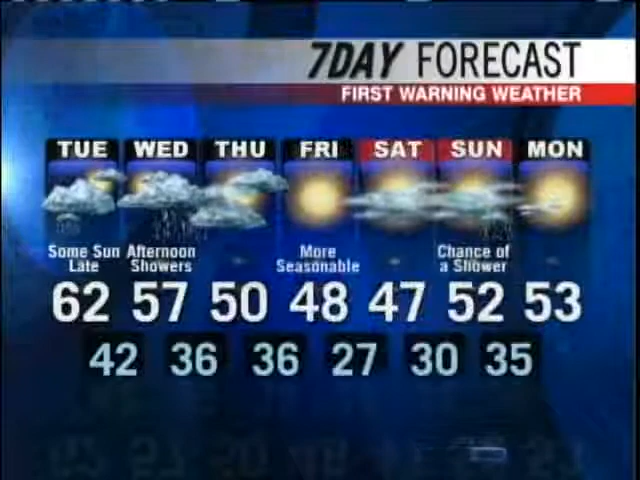 7DAY FORECAST
FIRST WARNING WEATHER
TUE WED THU FRI SAT SUN MON
Some Sun Late Afternoon Showers More Seasonable Chance of a Shower
62 57 50 48 47 52 53
42 36 36 27 30 35